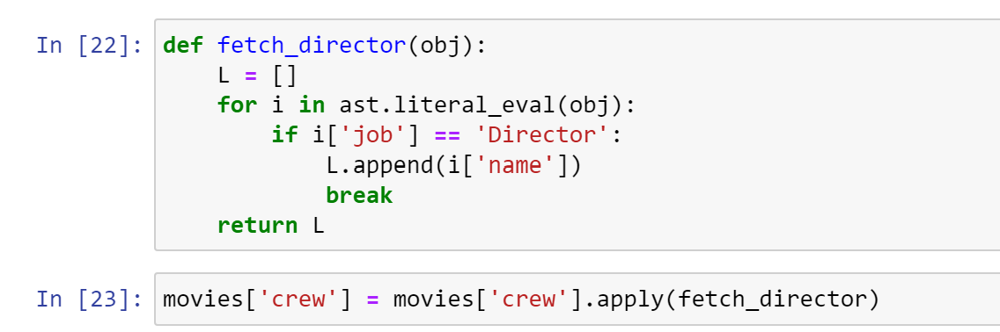 In [22]: def fetch_director(obj):
    L = []
    for i in ast.literal_eval(obj):
        if i['job'] == 'Director':
            L.append(i['name'])
            break
    return L
In [23]: movies['crew'] = movies['crew'].apply(fetch_director)